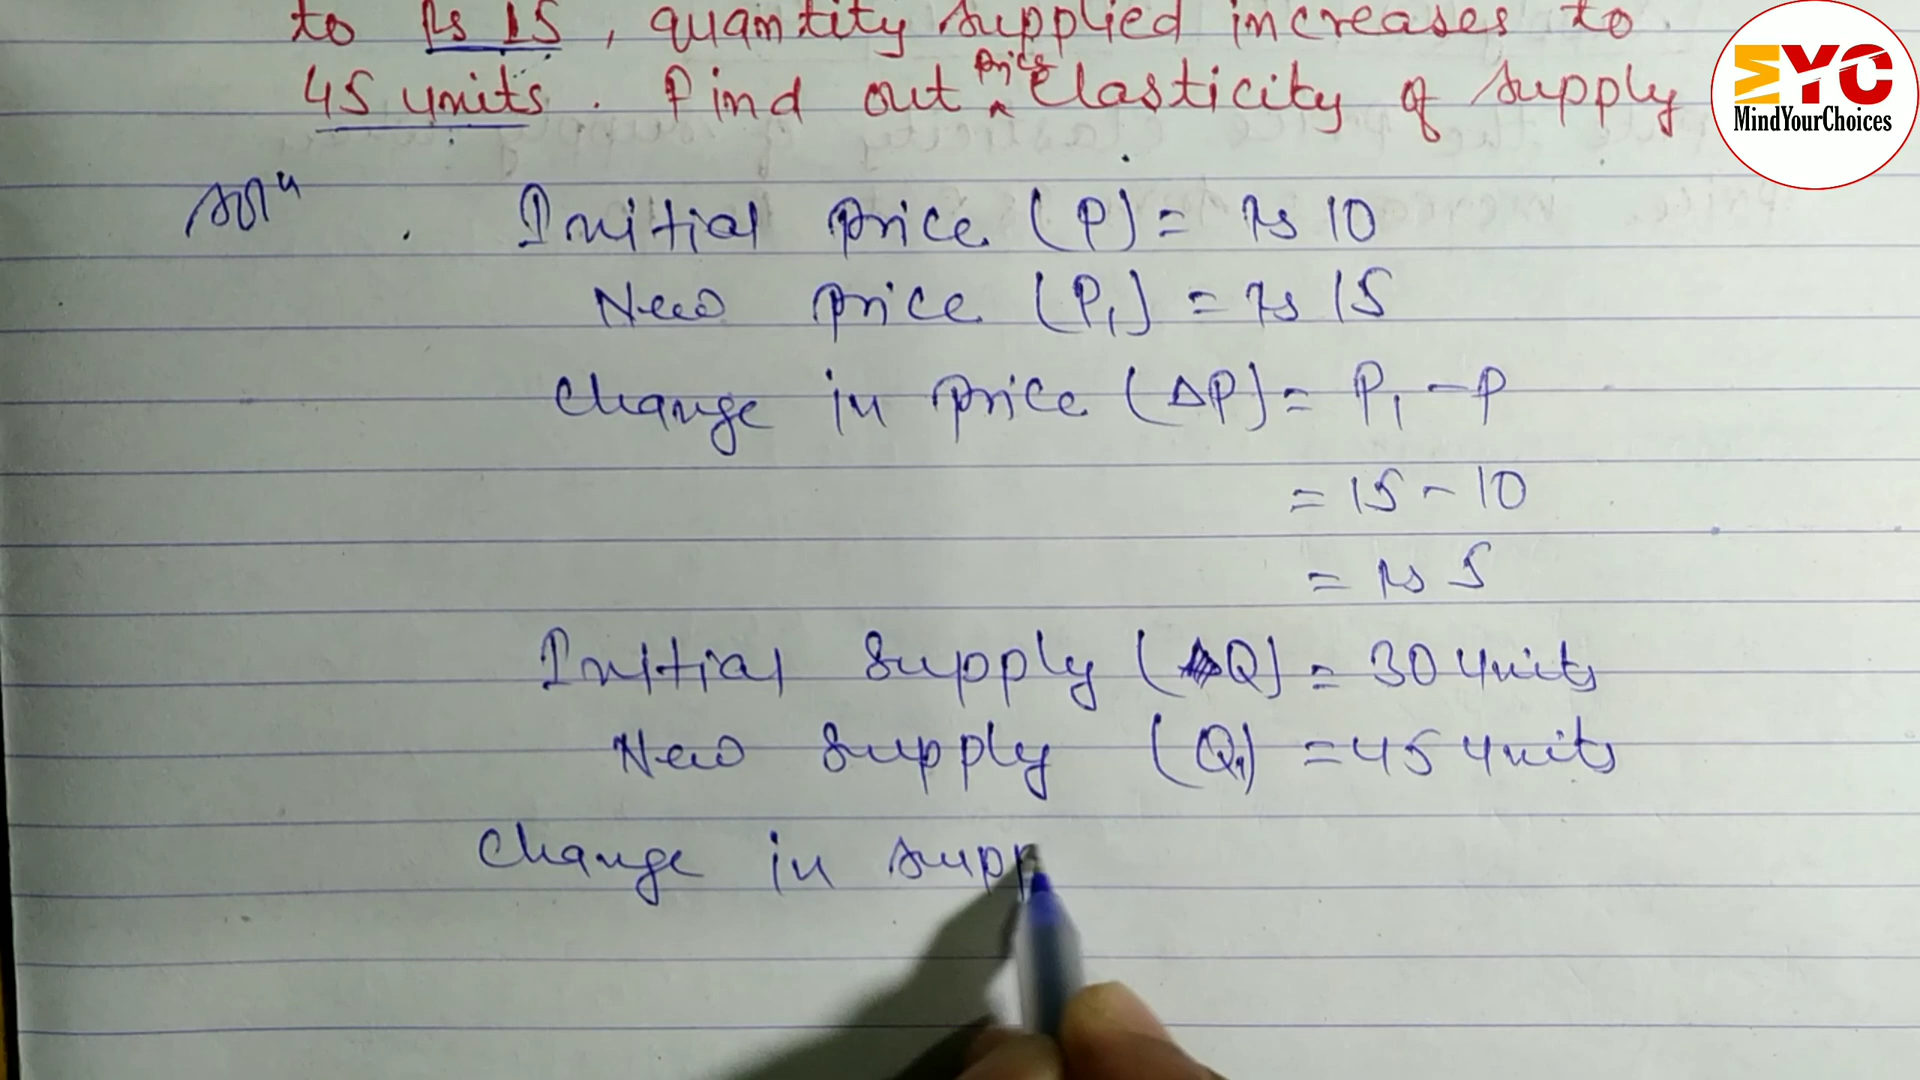 to Rs 15, quantity supplied increases to
45 units. Find out price elasticity of supply
MYC
MindYourChoices
Solⁿ. Initial price (P) = Rs 10
New price (P₁) = Rs 15
Change in price (ΔP) = P₁ - P
= 15 - 10
= Rs 5
Initial Supply (Q) = 30 units
New Supply (Q₁) = 45 units
Change in supp